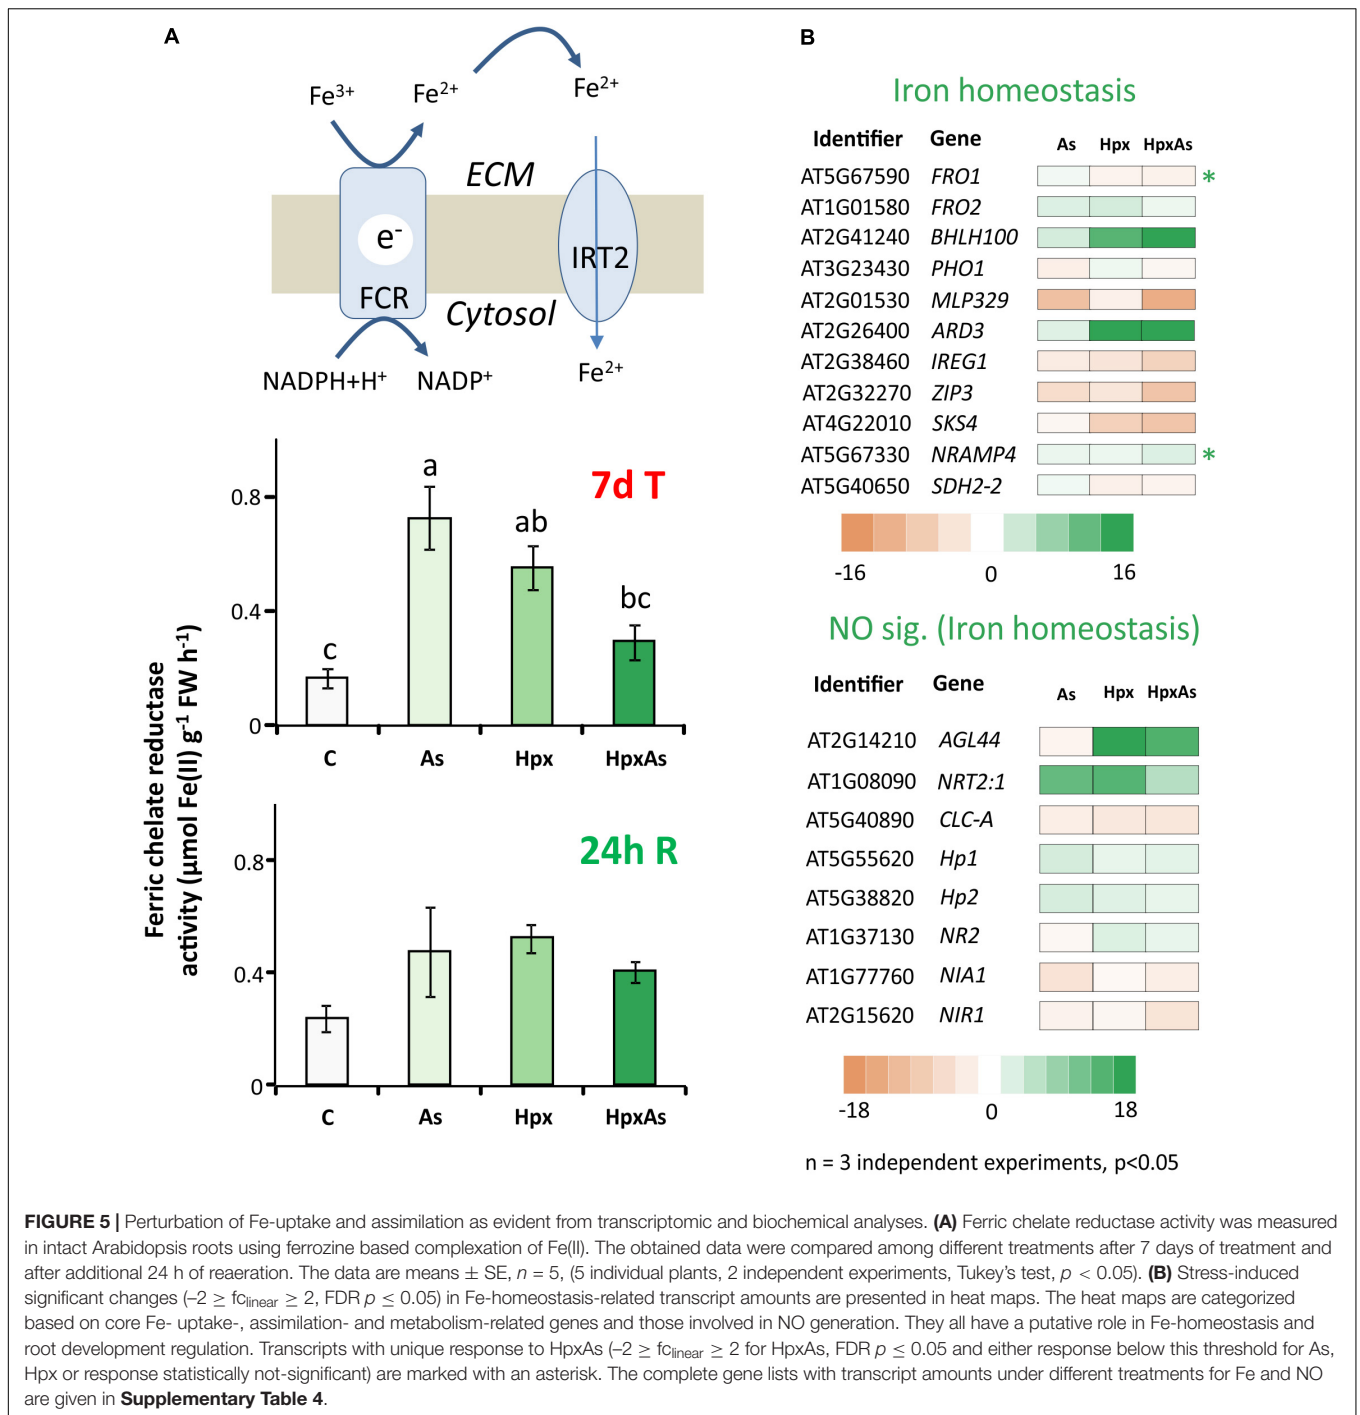 A
Fe3+ Fe2+ Fe2+
ECM
e-
FCR
IRT2
Cytosol
NADPH+H+ NADP+ Fe2+
Ferric chelate reductase
activity (µmol Fe(II) g-1 FW h-1)
7d T
0.8
0.4
0
c
a
ab
bc
C As Hpx HpxAs
24h R
0.8
0.4
0
C As Hpx HpxAs
B
Iron homeostasis
Identifier Gene As Hpx HpxAs
AT5G67590 FRO1 *
AT1G01580 FRO2
AT2G41240 BHLH100
AT3G23430 PHO1
AT2G01530 MLP329
AT2G26400 ARD3
AT2G38460 IREG1
AT2G32270 ZIP3
AT4G22010 SKS4
AT5G67330 NRAMP4 *
AT5G40650 SDH2-2
-16 0 16
NO sig. (Iron homeostasis)
Identifier Gene As Hpx HpxAs
AT2G14210 AGL44
AT1G08090 NRT2:1
AT5G40890 CLC-A
AT5G55620 Hp1
AT5G38820 Hp2
AT1G37130 NR2
AT1G77760 NIA1
AT2G15620 NIR1
-18 0 18
n = 3 independent experiments, p<0.05
FIGURE 5 | Perturbation of Fe-uptake and assimilation as evident from transcriptomic and biochemical analyses. (A) Ferric chelate reductase activity was measured
in intact Arabidopsis roots using ferrozine based complexation of Fe(II). The obtained data were compared among different treatments after 7 days of treatment and
after additional 24 h of reaeration. The data are means ± SE, n = 5, (5 individual plants, 2 independent experiments, Tukey's test, p < 0.05). (B) Stress-induced
significant changes (–2 ≥ fclinear ≥ 2, FDR p ≤ 0.05) in Fe-homeostasis-related transcript amounts are presented in heat maps. The heat maps are categorized
based on core Fe- uptake-, assimilation- and metabolism-related genes and those involved in NO generation. They all have a putative role in Fe-homeostasis and
root development regulation. Transcripts with unique response to HpxAs (–2 ≥ fclinear ≥ 2 for HpxAs, FDR p ≤ 0.05 and either response below this threshold for As,
Hpx or response statistically not-significant) are marked with an asterisk. The complete gene lists with transcript amounts under different treatments for Fe and NO
are given in Supplementary Table 4.